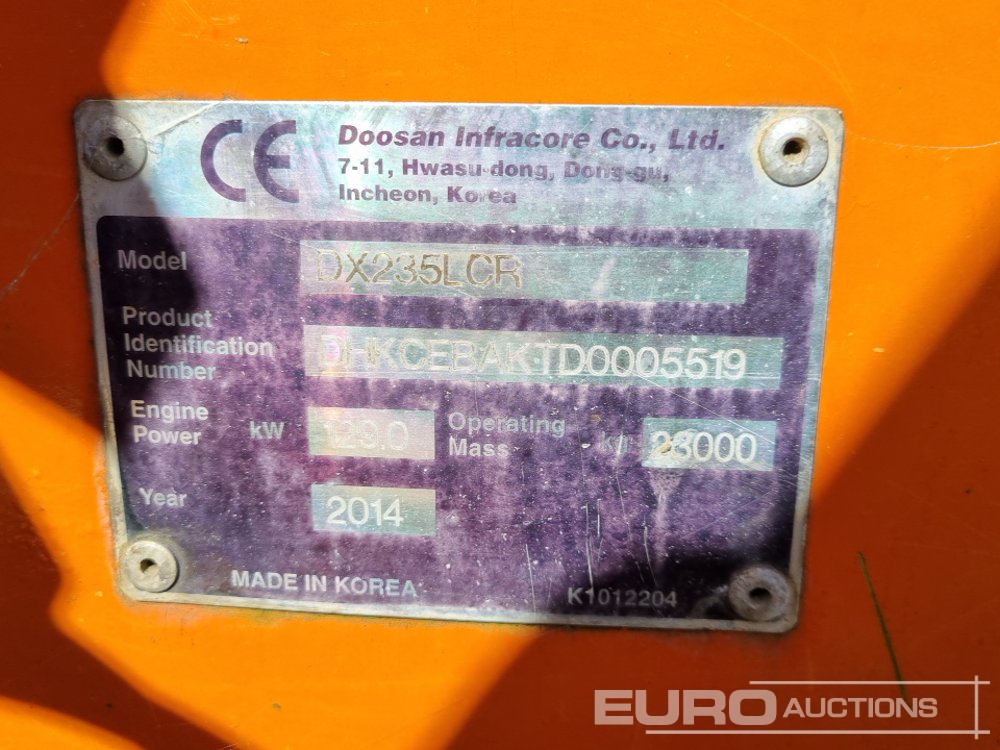 CE
Doosan Infracore Co., Ltd.
7-11, Hwasu-dong, Dong-gu,
Incheon, Korea
Model DX235LCR
Product
Identification
Number DHKCEBAKTD0005519
Engine
Power kW 129.0
Operating
Mass kg 23000
Year 2014
MADE IN KOREA K1012204
EURO AUCTIONS